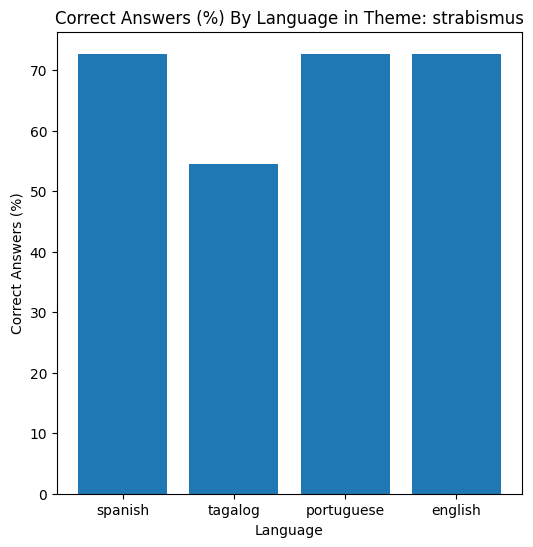 Correct Answers (%) By Language in Theme: strabismus
Correct Answers (%)
70
60
50
40
30
20
10
0
spanish tagalog portuguese english
Language